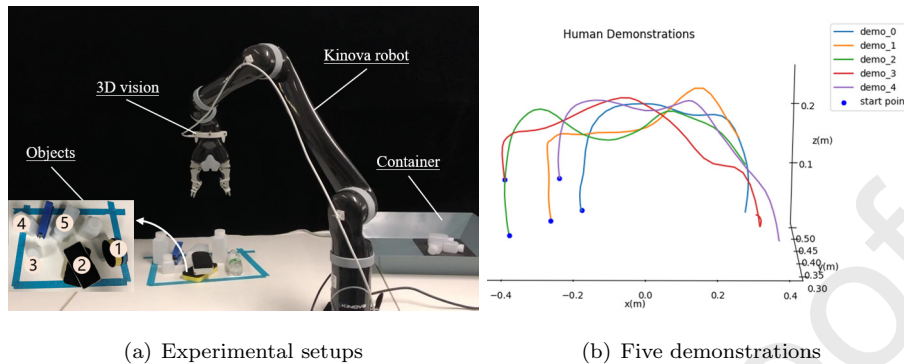 Kinova robot
3D vision
Objects
Container
4
5
1
3
2
KINOVA
(a) Experimental setups
Human Demonstrations
demo_0
demo_1
demo_2
demo_3
demo_4
start point
0.2
z(m)
0.1
0.50
0.45
0.40
y(m)
0.35
0.30
−0.4 −0.2 0.0 0.2 0.4
x(m)
(b) Five demonstrations